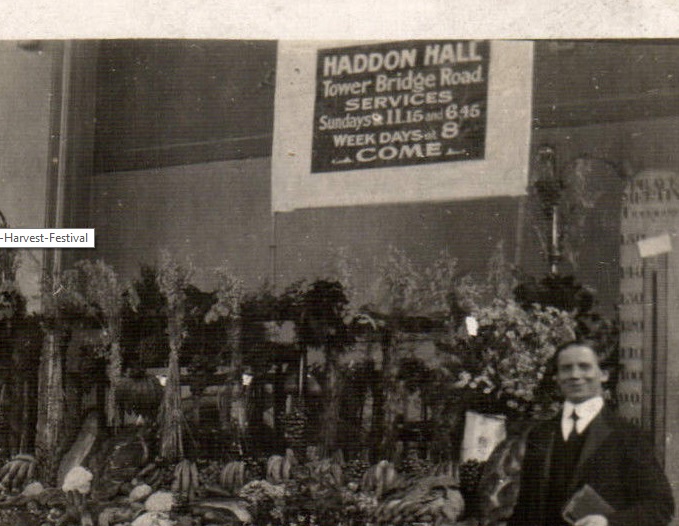 HADDON HALL
Tower Bridge Road
SERVICES
Sundays at 11.15 and 6.45
WEEK DAYS at 8
COME
-Harvest-Festival